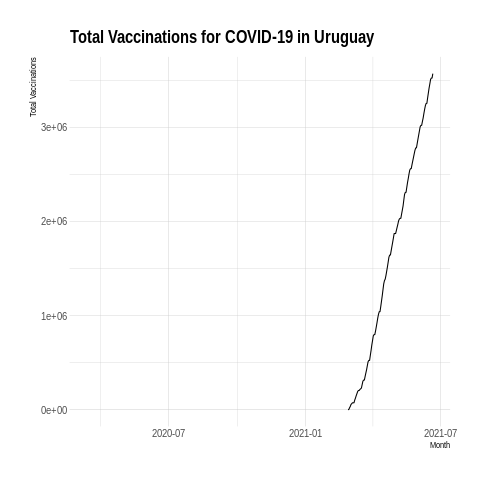 Total Vaccinations for COVID-19 in Uruguay
Total Vaccinations
3e+06
2e+06
1e+06
0e+00
2020-07 2021-01 2021-07
Month